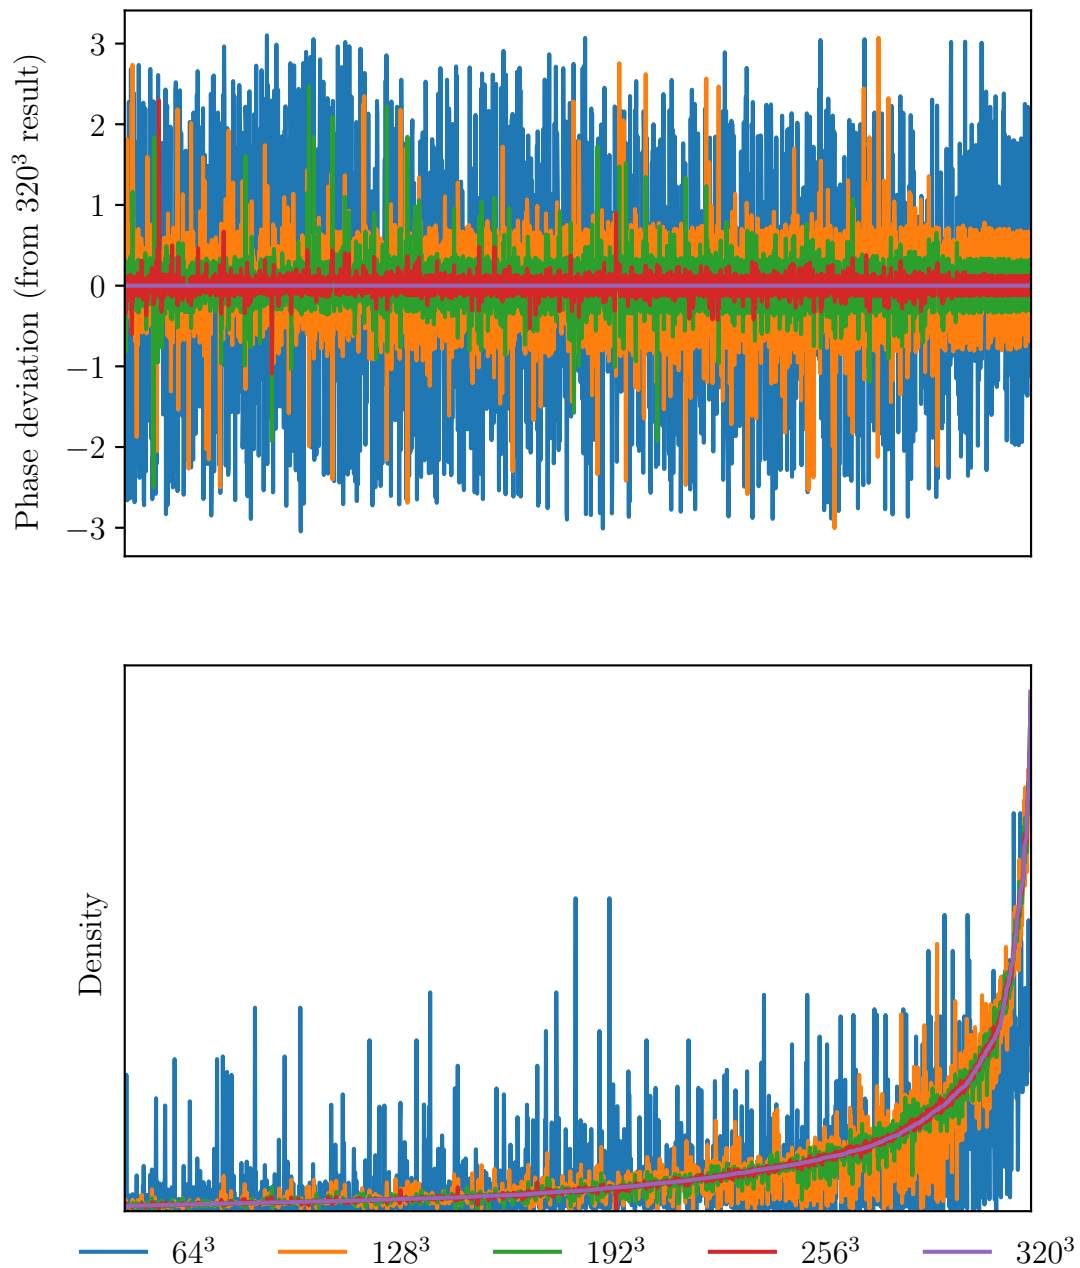 Phase deviation (from 320³ result)
3
2
1
0
−1
−2
−3
Density
64³ 128³ 192³ 256³ 320³